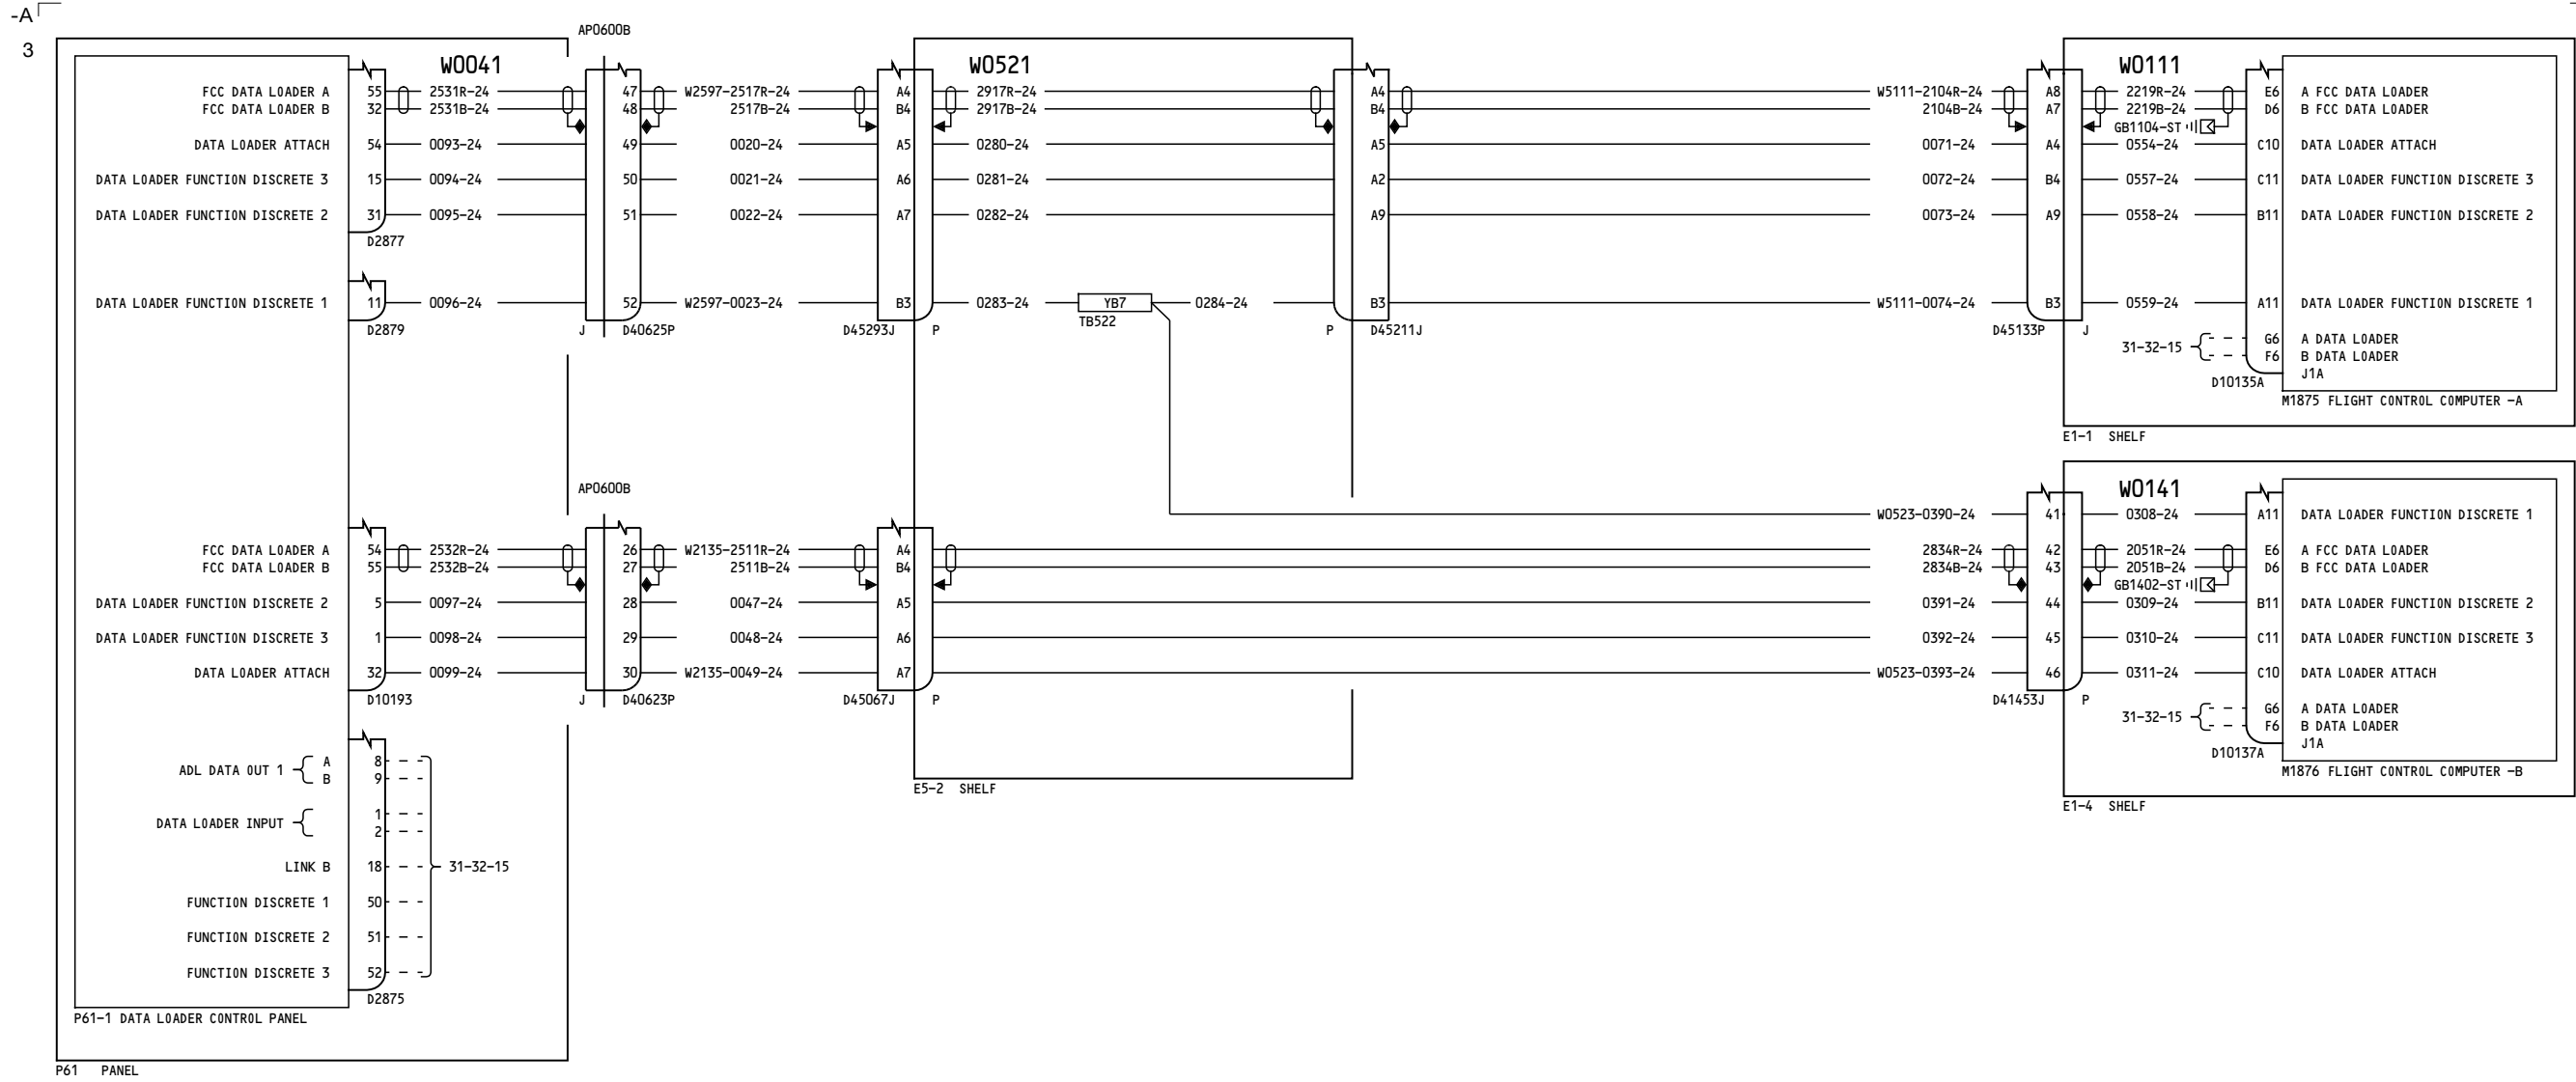 -A
3
AP0600B
W0041
W0521
W0111
FCC DATA LOADER A 55 2531R-24 47 W2597-2517R-24 A4 2917R-24 A4 W5111-2104R-24 A8 2219R-24 E6 A FCC DATA LOADER
FCC DATA LOADER B 32 2531B-24 48 2517B-24 B4 2917B-24 B4 2104B-24 A7 2219B-24 D6 B FCC DATA LOADER
GB1104-ST
DATA LOADER ATTACH 54 0093-24 49 0020-24 A5 0280-24 A5 0071-24 A4 0554-24 C10 DATA LOADER ATTACH
DATA LOADER FUNCTION DISCRETE 3 15 0094-24 50 0021-24 A6 0281-24 A2 0072-24 B4 0557-24 C11 DATA LOADER FUNCTION DISCRETE 3
DATA LOADER FUNCTION DISCRETE 2 31 0095-24 51 0022-24 A7 0282-24 A9 0073-24 A9 0558-24 B11 DATA LOADER FUNCTION DISCRETE 2
D2877
DATA LOADER FUNCTION DISCRETE 1 11 0096-24 52 W2597-0023-24 B3 0283-24 YB7 0284-24 B3 W5111-0074-24 B3 0559-24 A11 DATA LOADER FUNCTION DISCRETE 1
TB522
D2879 J D40625P D45293J P P D45211J D45133P J
G6 A DATA LOADER
31-32-15
F6 B DATA LOADER
J1A
D10135A
M1875 FLIGHT CONTROL COMPUTER -A
E1-1 SHELF
AP0600B
W0141
W0523-0390-24 41 0308-24 A11 DATA LOADER FUNCTION DISCRETE 1
FCC DATA LOADER A 54 2532R-24 26 W2135-2511R-24 A4 2834R-24 42 2051R-24 E6 A FCC DATA LOADER
FCC DATA LOADER B 55 2532B-24 27 2511B-24 B4 2834B-24 43 2051B-24 D6 B FCC DATA LOADER
GB1402-ST
DATA LOADER FUNCTION DISCRETE 2 5 0097-24 28 0047-24 A5 0391-24 44 0309-24 B11 DATA LOADER FUNCTION DISCRETE 2
DATA LOADER FUNCTION DISCRETE 3 1 0098-24 29 0048-24 A6 0392-24 45 0310-24 C11 DATA LOADER FUNCTION DISCRETE 3
DATA LOADER ATTACH 32 0099-24 30 W2135-0049-24 A7 W0523-0393-24 46 0311-24 C10 DATA LOADER ATTACH
D10193 J D40623P D45067J P D41453J P
G6 A DATA LOADER
31-32-15
F6 B DATA LOADER
J1A
D10137A
M1876 FLIGHT CONTROL COMPUTER -B
E1-4 SHELF
E5-2 SHELF
A 8
ADL DATA OUT 1
B 9
1
DATA LOADER INPUT
2
LINK B 18 31-32-15
FUNCTION DISCRETE 1 50
FUNCTION DISCRETE 2 51
FUNCTION DISCRETE 3 52
D2875
P61-1 DATA LOADER CONTROL PANEL
P61 PANEL